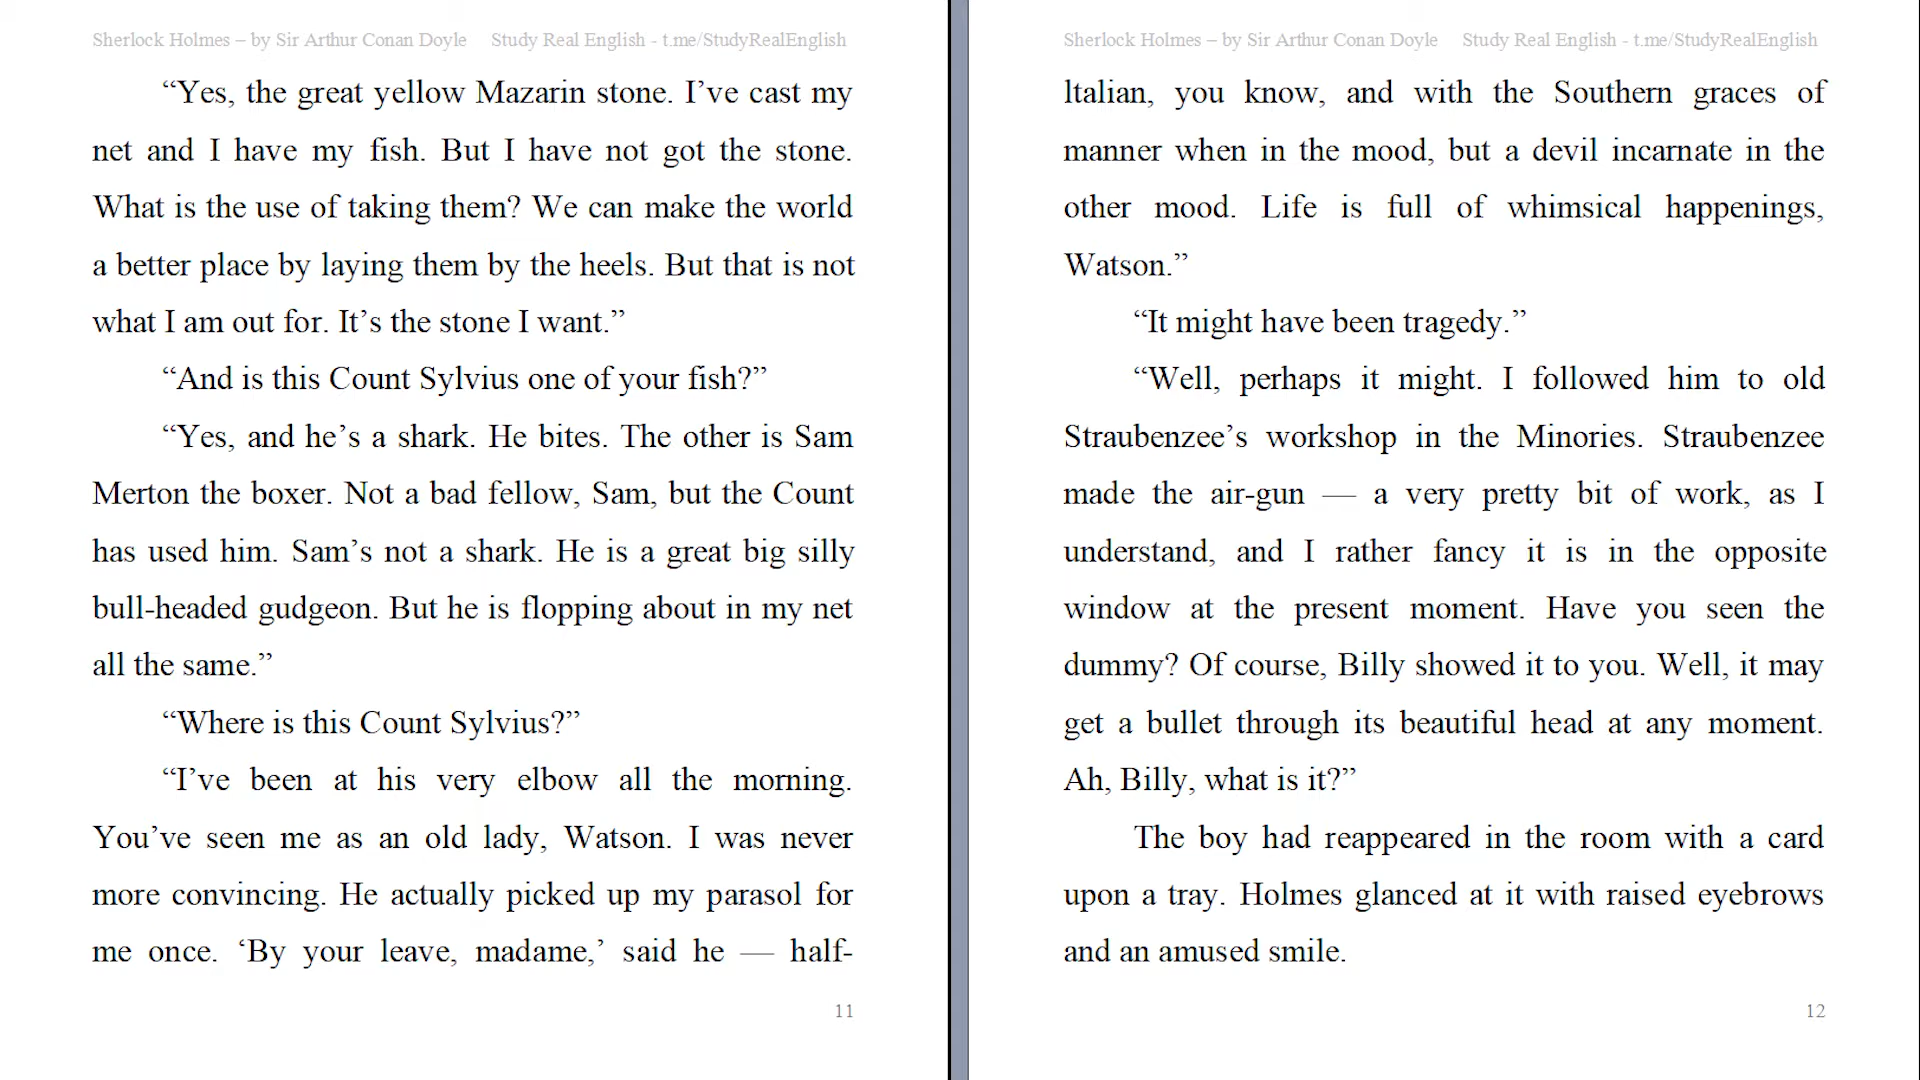 Sherlock Holmes – by Sir Arthur Conan Doyle Study Real English - t.me/StudyRealEnglish
“Yes, the great yellow Mazarin stone. I’ve cast my
net and I have my fish. But I have not got the stone.
What is the use of taking them? We can make the world
a better place by laying them by the heels. But that is not
what I am out for. It’s the stone I want.”
“And is this Count Sylvius one of your fish?”
“Yes, and he’s a shark. He bites. The other is Sam
Merton the boxer. Not a bad fellow, Sam, but the Count
has used him. Sam’s not a shark. He is a great big silly
bull-headed gudgeon. But he is flopping about in my net
all the same.”
“Where is this Count Sylvius?”
“I’ve been at his very elbow all the morning.
You’ve seen me as an old lady, Watson. I was never
more convincing. He actually picked up my parasol for
me once. ‘By your leave, madame,’ said he — half-
11
Sherlock Holmes – by Sir Arthur Conan Doyle Study Real English - t.me/StudyRealEnglish
ltalian, you know, and with the Southern graces of
manner when in the mood, but a devil incarnate in the
other mood. Life is full of whimsical happenings,
Watson.”
“It might have been tragedy.”
“Well, perhaps it might. I followed him to old
Straubenzee’s workshop in the Minories. Straubenzee
made the air-gun — a very pretty bit of work, as I
understand, and I rather fancy it is in the opposite
window at the present moment. Have you seen the
dummy? Of course, Billy showed it to you. Well, it may
get a bullet through its beautiful head at any moment.
Ah, Billy, what is it?”
The boy had reappeared in the room with a card
upon a tray. Holmes glanced at it with raised eyebrows
and an amused smile.
12